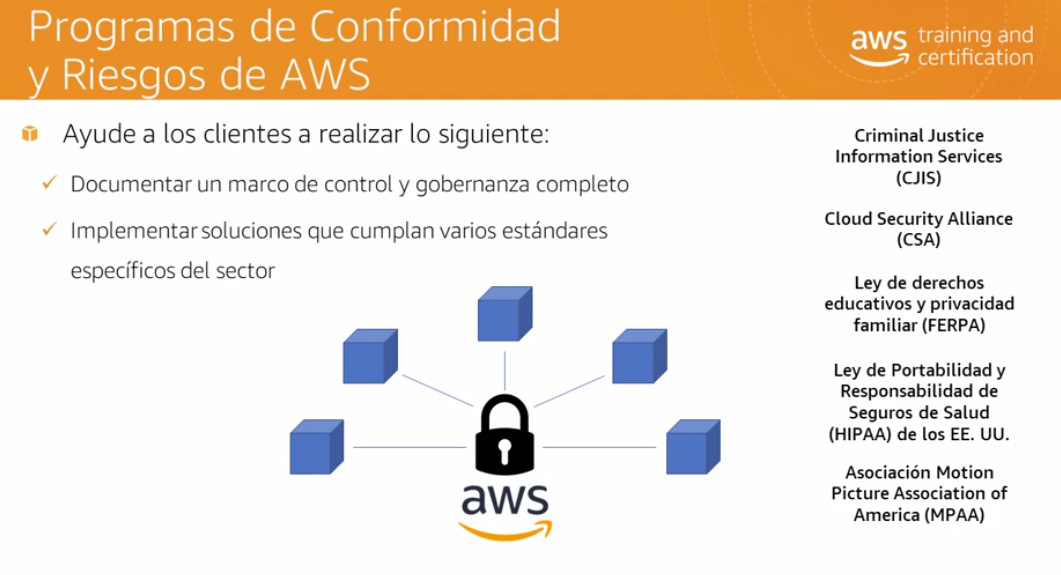 Programas de Conformidad
y Riesgos de AWS
aws training and
certification
Ayude a los clientes a realizar lo siguiente:
Documentar un marco de control y gobernanza completo
Implementar soluciones que cumplan varios estándares
específicos del sector
aws
Criminal Justice
Information Services
(CJIS)
Cloud Security Alliance
(CSA)
Ley de derechos
educativos y privacidad
familiar (FERPA)
Ley de Portabilidad y
Responsabilidad de
Seguros de Salud
(HIPAA) de los EE. UU.
Asociación Motion
Picture Association of
America (MPAA)